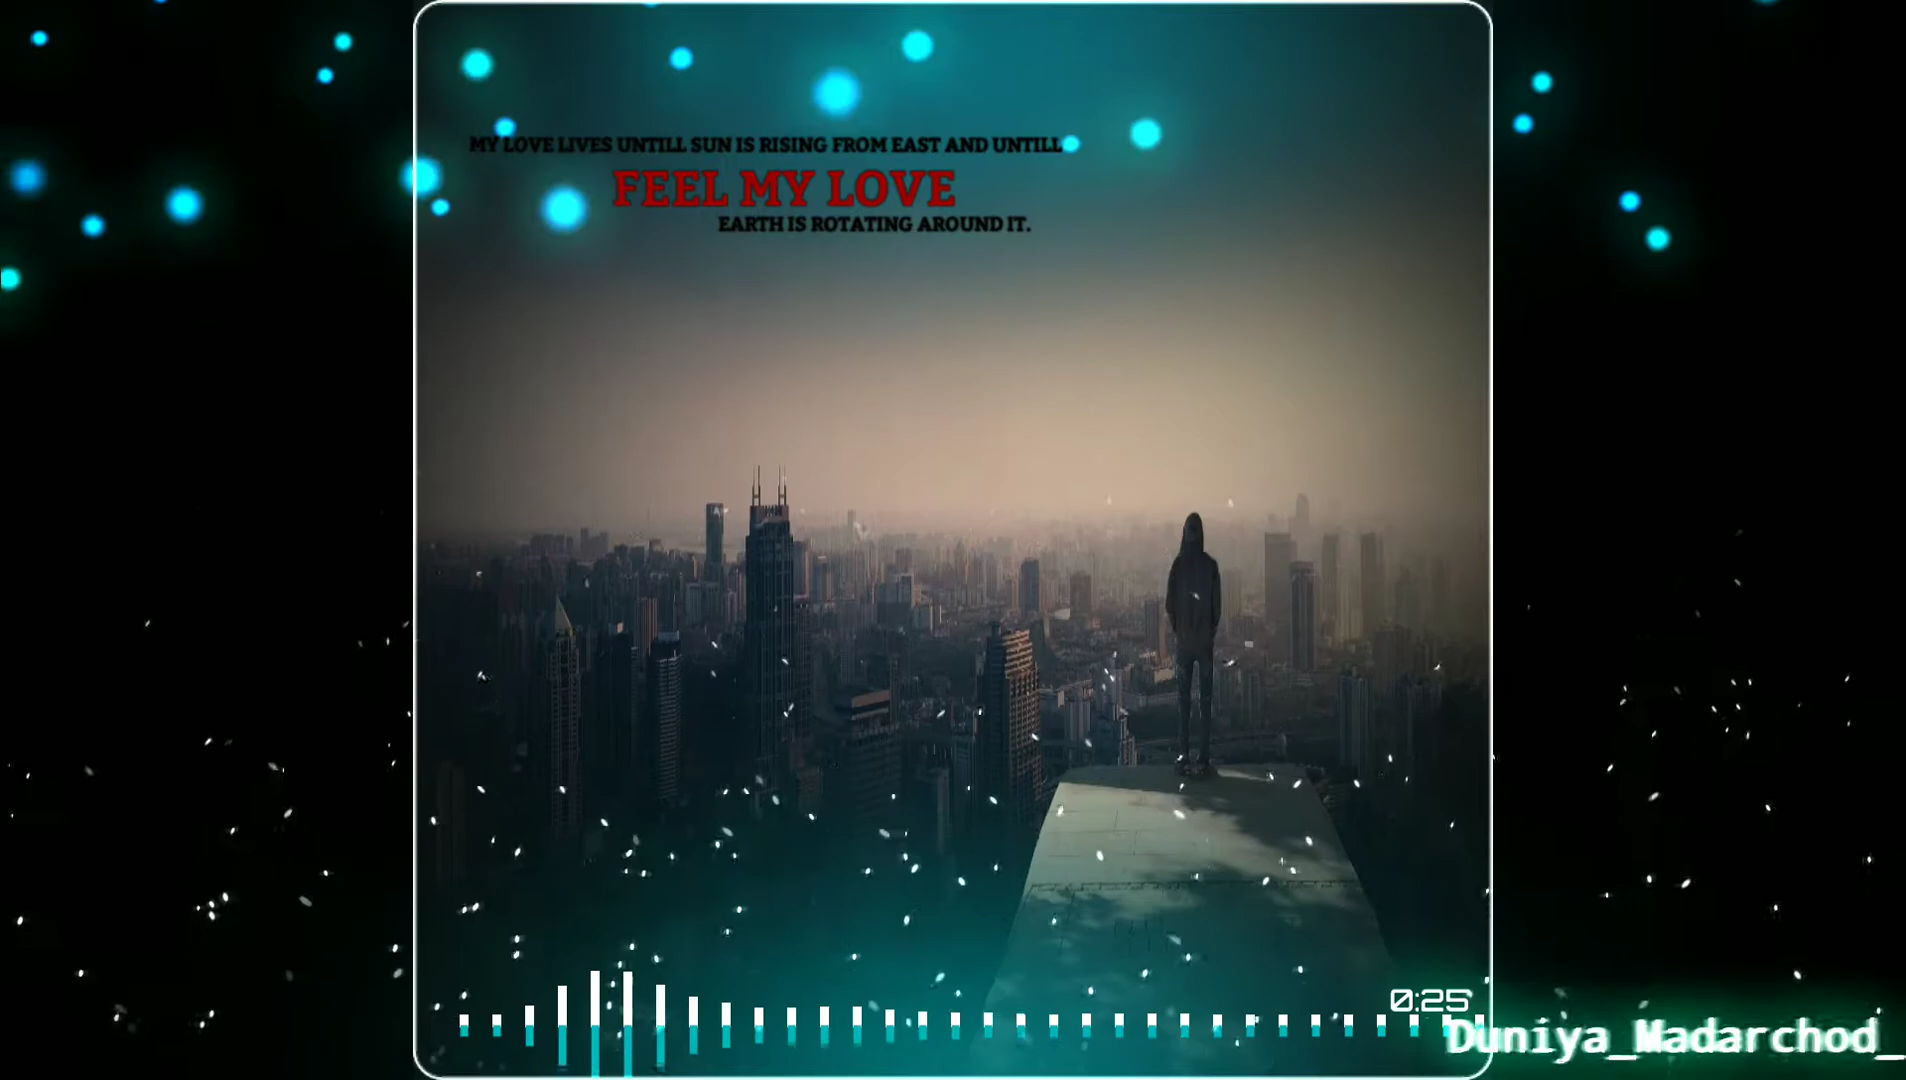 MY LOVE LIVES UNTILL SUN IS RISING FROM EAST AND UNTILL
FEEL MY LOVE
EARTH IS ROTATING AROUND IT.
0:25
Duniya_Madarchod_